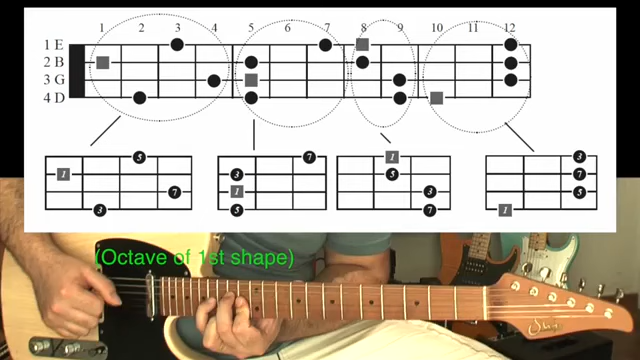 1 2 3 4 5 6 7 8 9 10 11 12
1 E
2 B
3 G
4 D
5 7 1 3
1 3 5 7
7 1 3 5
3 5 7 1
(Octave of 1st shape)